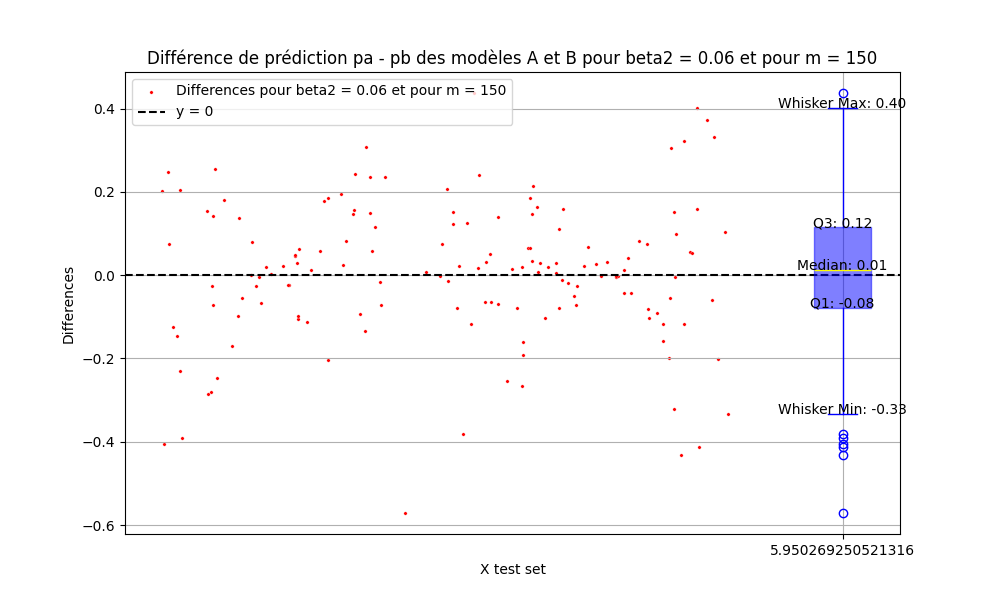 Différence de prédiction pa - pb des modèles A et B pour beta2 = 0.06 et pour m = 150
Differences pour beta2 = 0.06 et pour m = 150
y = 0
Whisker Max: 0.40
Q3: 0.12
Median: 0.01
Q1: -0.08
Whisker Min: -0.33
0.4
0.2
0.0
−0.2
−0.4
−0.6
Differences
5.950269250521316
X test set